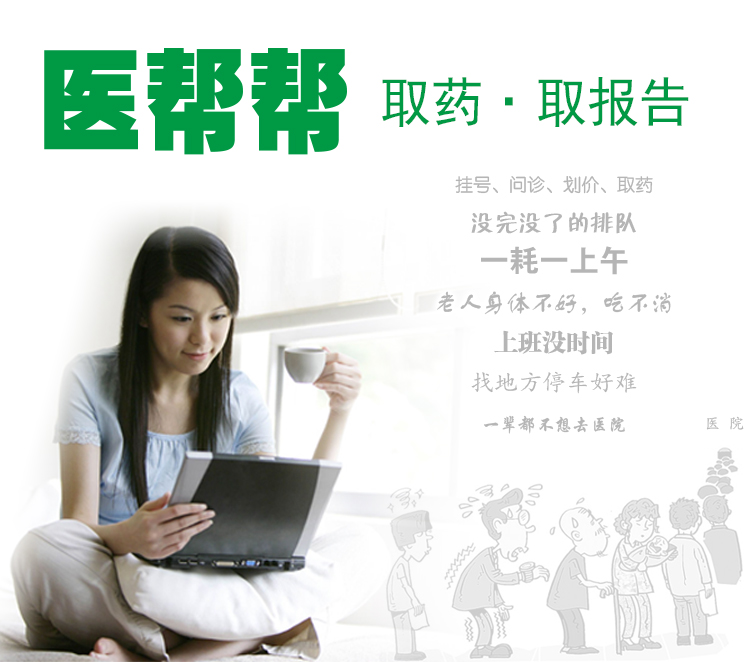 医帮帮
取药·取报告
挂号、问诊、划价、取药
没完没了的排队
一耗一上午
老人身体不好，吃不消
上班没时间
找地方停车好难
一辈都不想去医院
医院